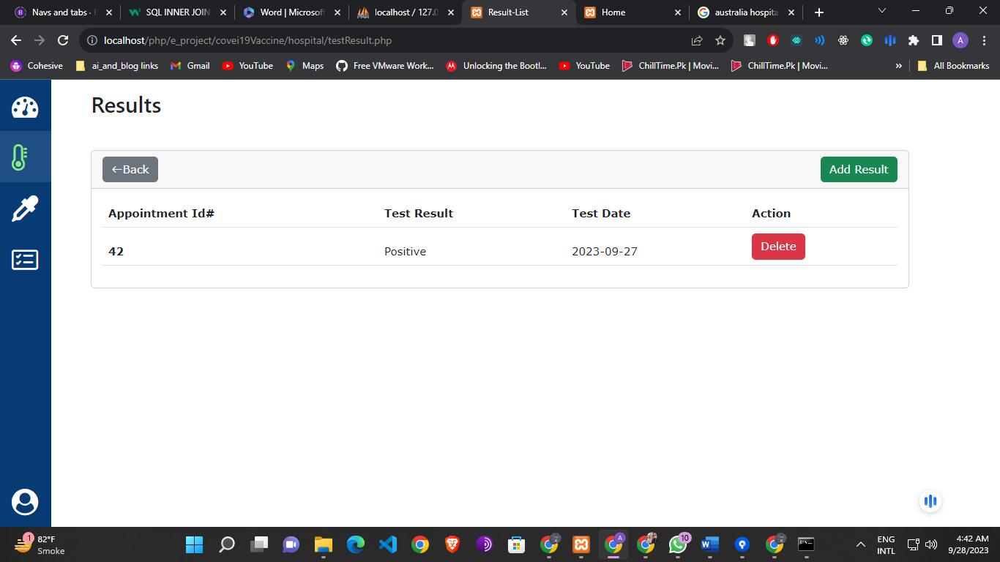 Navs and tabs · B
SQL INNER JOIN
Word | Microsof
localhost / 127.0
Result-List
Home
australia hospita
localhost/php/e_project/covei19Vaccine/hospital/testResult.php
A
Cohesive
ai_and_blog links
Gmail
YouTube
Maps
Free VMware Work...
Unlocking the Bootl...
YouTube
ChillTime.Pk | Movi...
ChillTime.Pk | Movi...
»
All Bookmarks
Results
←Back
Add Result
Appointment Id# Test Result Test Date Action
42 Positive 2023-09-27 Delete
1
82°F
Smoke
A
10
ENG
INTL
4:42 AM
9/28/2023